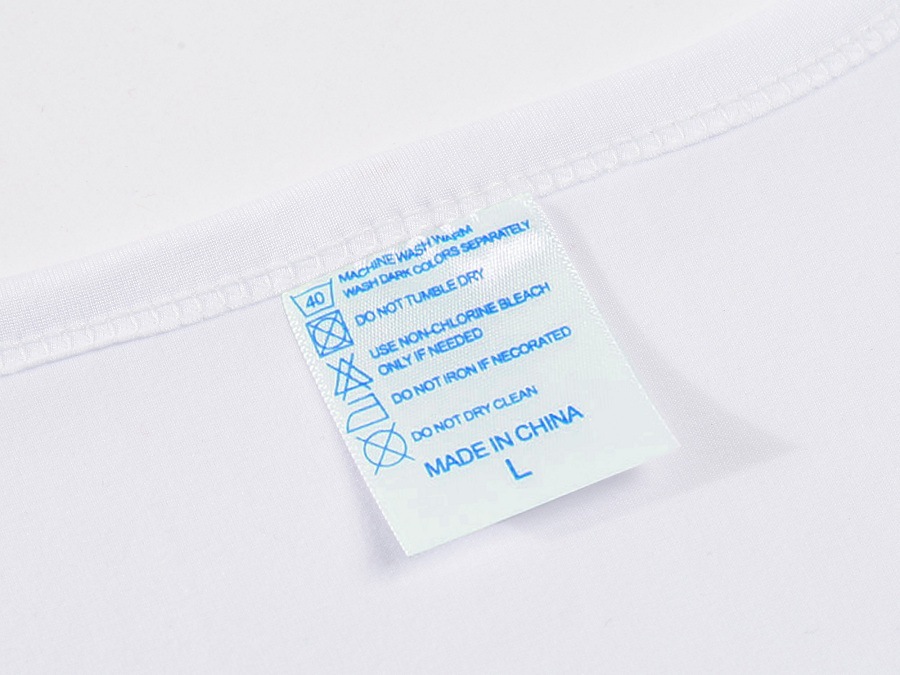 MACHINE WASH WARM
WASH DARK COLORS SEPARATELY
40
DO NOT TUMBLE DRY
USE NON-CHLORINE BLEACH
ONLY IF NEEDED
DO NOT IRON IF NECORATED
DO NOT DRY CLEAN
MADE IN CHINA
L